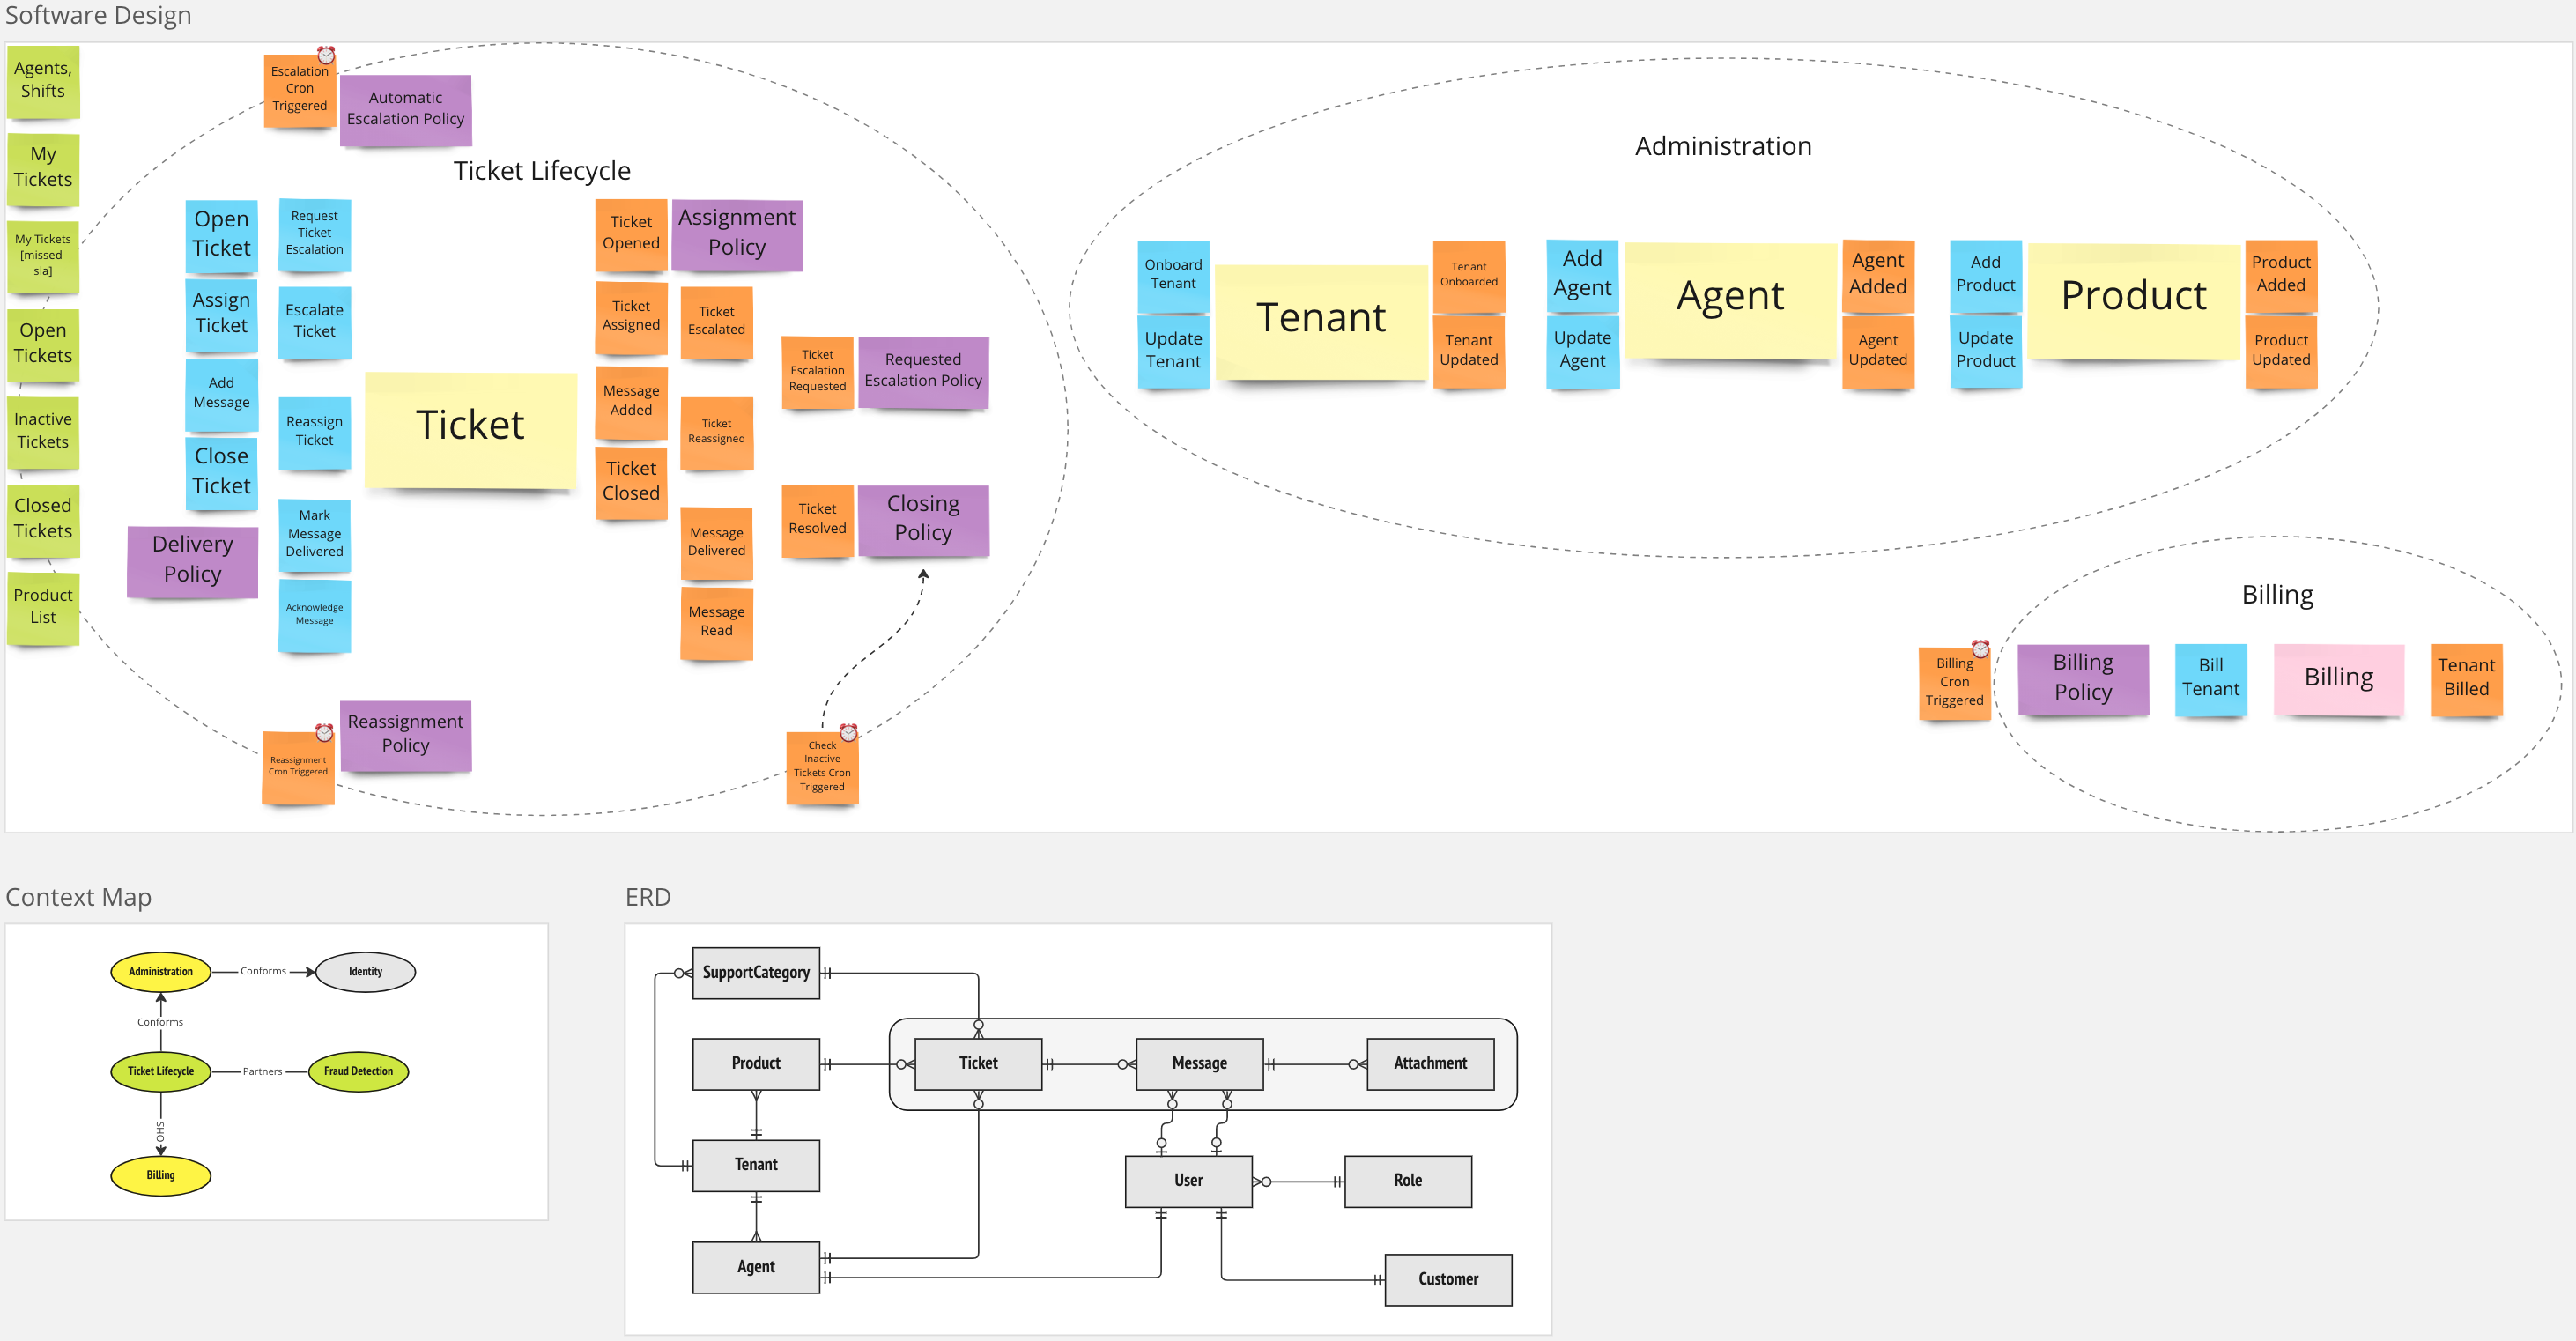 Software Design
Agents,
Shifts
My
Tickets
My Tickets
[missed-
sla]
Open
Tickets
Inactive
Tickets
Closed
Tickets
Product
List
Escalation
Cron
Triggered
Automatic
Escalation Policy
Ticket Lifecycle
Open
Ticket
Request
Ticket
Escalation
Assign
Ticket
Escalate
Ticket
Add
Message
Reassign
Ticket
Close
Ticket
Mark
Message
Delivered
Delivery
Policy
Acknowledge
Message
Ticket
Ticket
Opened
Assignment
Policy
Ticket
Assigned
Ticket
Escalated
Ticket
Escalation
Requested
Requested
Escalation Policy
Message
Added
Ticket
Reassigned
Ticket
Closed
Ticket
Resolved
Closing
Policy
Message
Delivered
Message
Read
Reassignment
Cron Triggered
Reassignment
Policy
Check
Inactive
Tickets Cron
Triggered
Administration
Onboard
Tenant
Update
Tenant
Tenant
Tenant
Onboarded
Tenant
Updated
Add
Agent
Update
Agent
Agent
Agent
Added
Agent
Updated
Add
Product
Update
Product
Product
Product
Added
Product
Updated
Billing
Billing
Cron
Triggered
Billing
Policy
Bill
Tenant
Billing
Tenant
Billed
Context Map
Administration
Conforms
Identity
Conforms
Ticket Lifecycle
Partners
Fraud Detection
OHS
Billing
ERD
SupportCategory
Product
Ticket
Message
Attachment
Tenant
User
Role
Agent
Customer